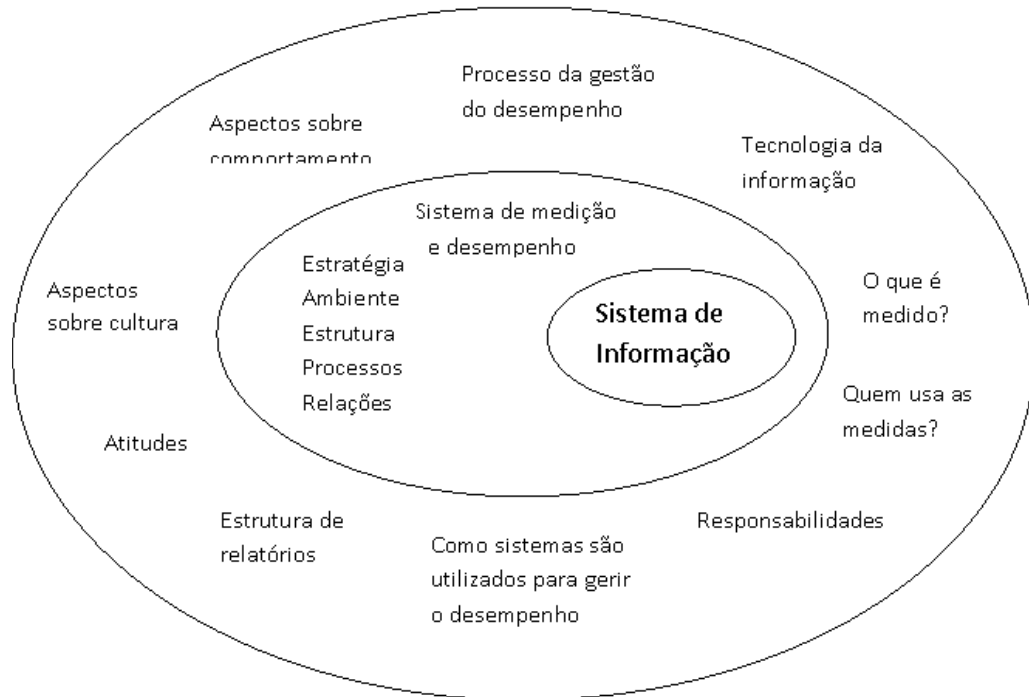 Processo da gestão
do desempenho
Aspectos sobre
comportamento
Tecnologia da
informação
Sistema de medição
e desempenho
Estratégia
Ambiente
Estrutura
Processos
Relações
Sistema de
Informação
Aspectos
sobre cultura
O que é
medido?
Quem usa as
medidas?
Atitudes
Estrutura de
relatórios
Como sistemas são
utilizados para gerir
o desempenho
Responsabilidades